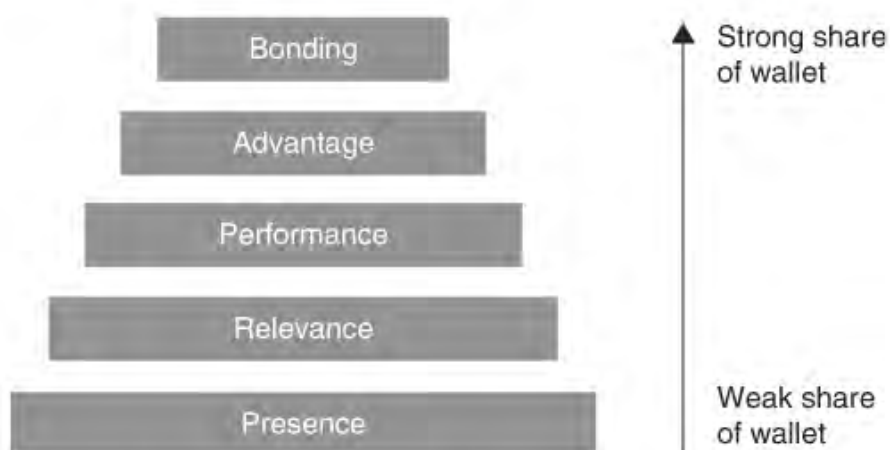 Bonding
Advantage
Performance
Relevance
Presence
Strong share
of wallet
Weak share
of wallet